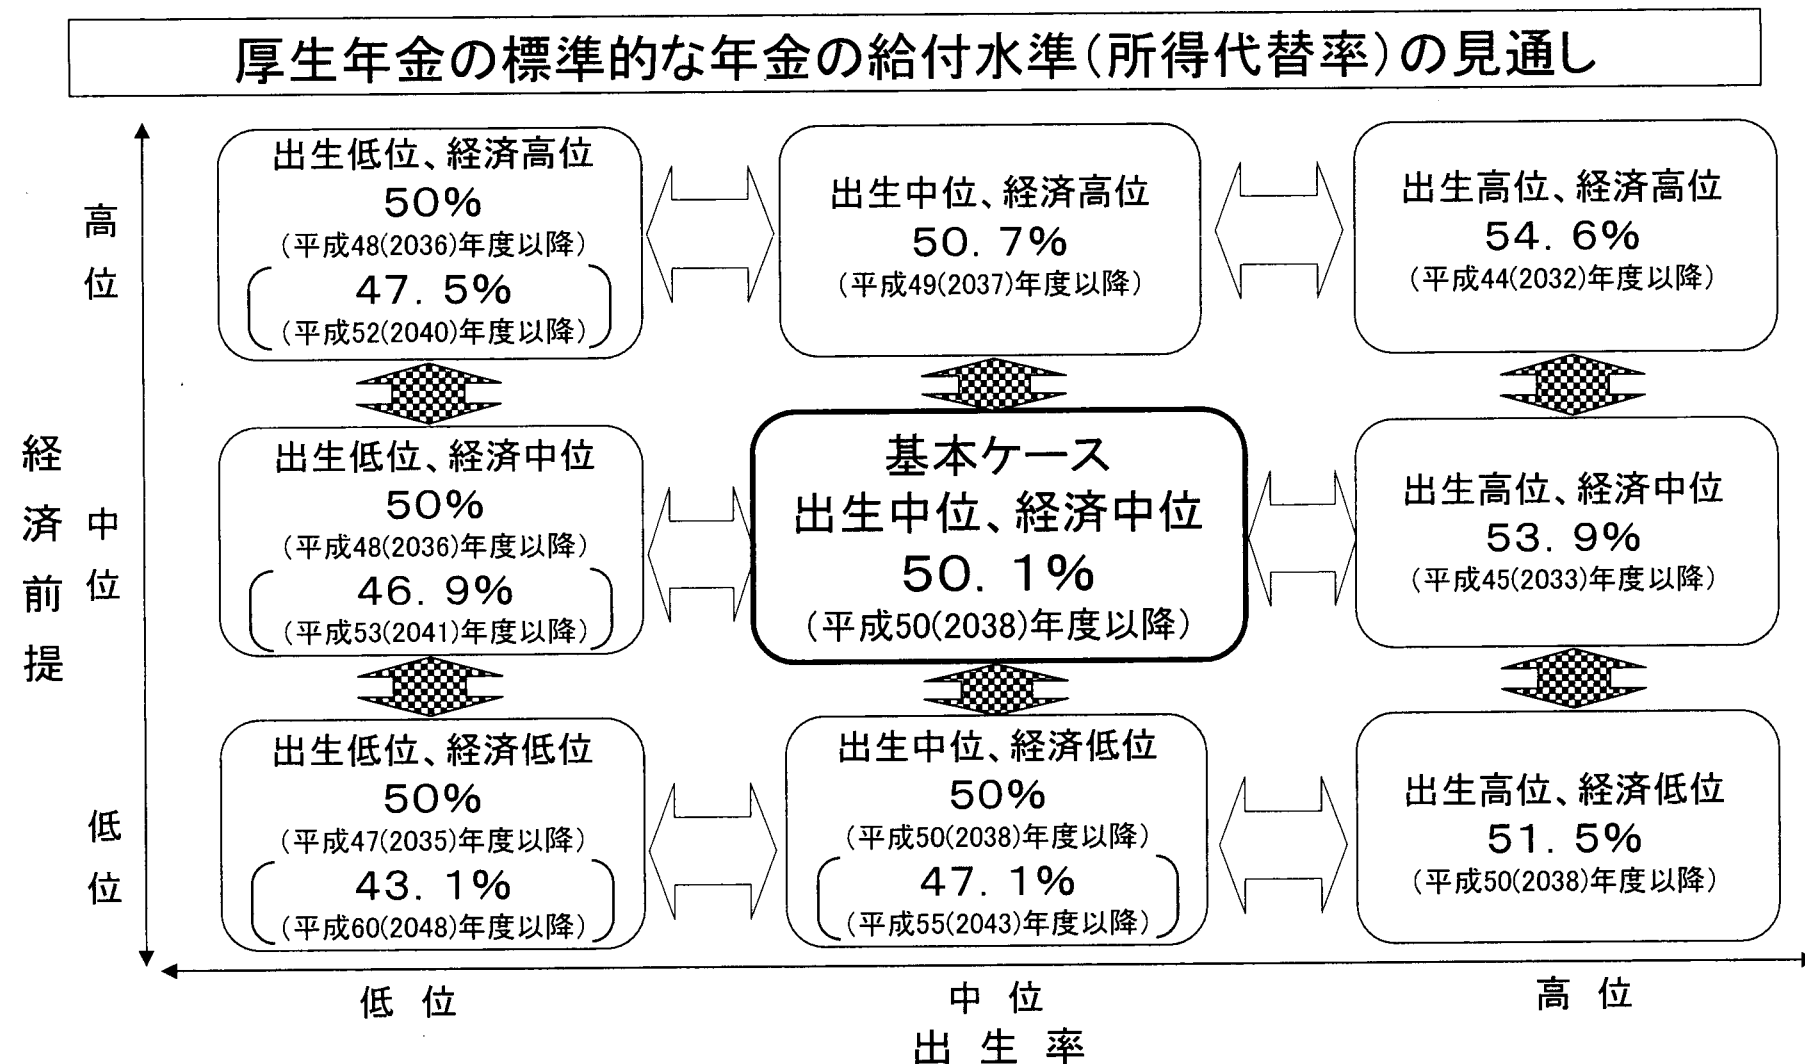 厚生年金の標準的な年金の給付水準（所得代替率）の見通し
経済前提
高位
中位
低位
出生低位、経済高位
50%
（平成48(2036)年度以降）
47．5%
（平成52(2040)年度以降）
出生中位、経済高位
50．7%
（平成49(2037)年度以降）
出生高位、経済高位
54．6%
（平成44(2032)年度以降）
出生低位、経済中位
50%
（平成48(2036)年度以降）
46．9%
（平成53(2041)年度以降）
基本ケース
出生中位、経済中位
50．1%
（平成50(2038)年度以降）
出生高位、経済中位
53．9%
（平成45(2033)年度以降）
出生低位、経済低位
50%
（平成47(2035)年度以降）
43．1%
（平成60(2048)年度以降）
出生中位、経済低位
50%
（平成50(2038)年度以降）
47．1%
（平成55(2043)年度以降）
出生高位、経済低位
51．5%
（平成50(2038)年度以降）
低位
中位
高位
出生率